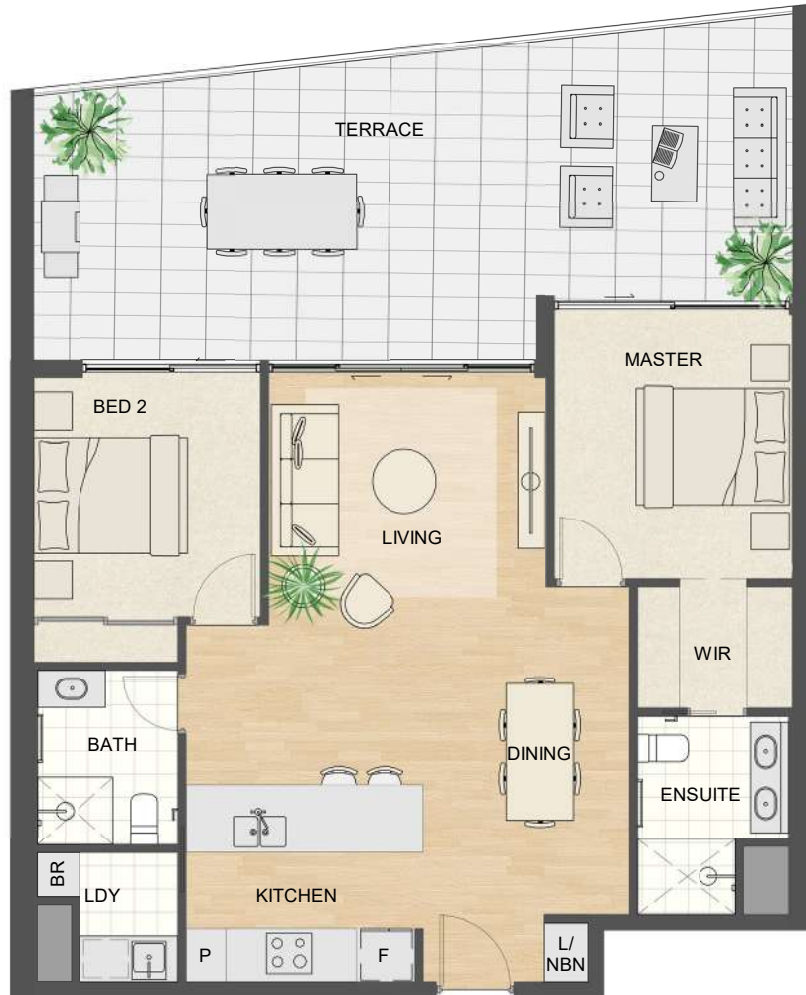 TERRACE
MASTER
BED 2
LIVING
WIR
BATH
DINING
ENSUITE
BR
LDY
KITCHEN
P
F
L/
NBN